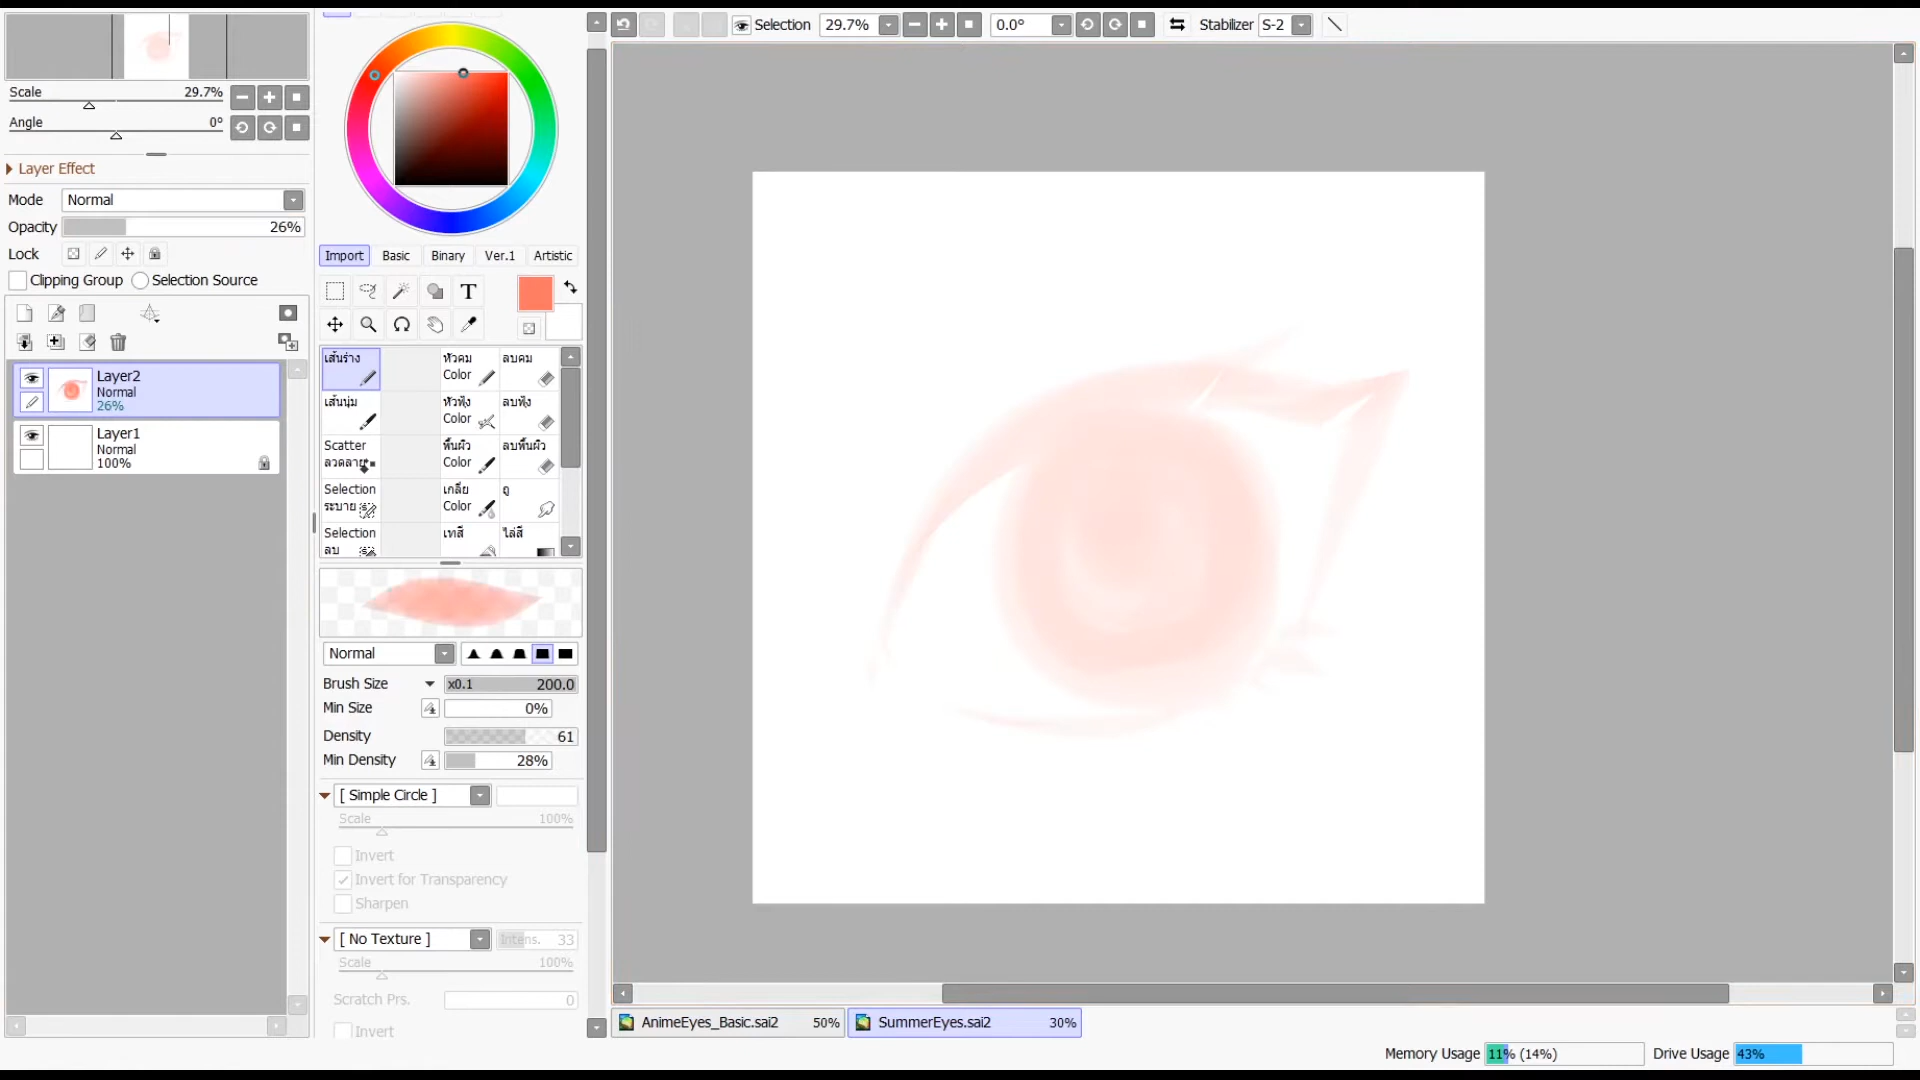 Selection 29.7% 0.0° Stabilizer S-2
Scale 29.7%
Angle 0°
Layer Effect
Mode Normal
Opacity 26%
Lock
Clipping Group Selection Source
Layer2
Normal
26%
Layer1
Normal
100%
Import Basic Binary Ver.1 Artistic
T
เส้นร่าง หัวคม ลบคม
Color
เส้นนุ่ม หัวฟุ้ง ลบฟุ้ง
Color
Scatter พื้นผิว ลบพื้นผิว
ลวดลาย Color
Selection เกลี่ย ถู
ระบาย Color
Selection เทสี ไล่สี
ลบ
Normal
Brush Size x0.1 200.0
Min Size 0%
Density 61
Min Density 28%
[ Simple Circle ]
Scale 100%
Invert
Invert for Transparency
Sharpen
[ No Texture ] Intens. 33
Scale 100%
Scratch Prs. 0
Invert
AnimeEyes_Basic.sai2 50% SummerEyes.sai2 30%
Memory Usage 11% (14%) Drive Usage 43%